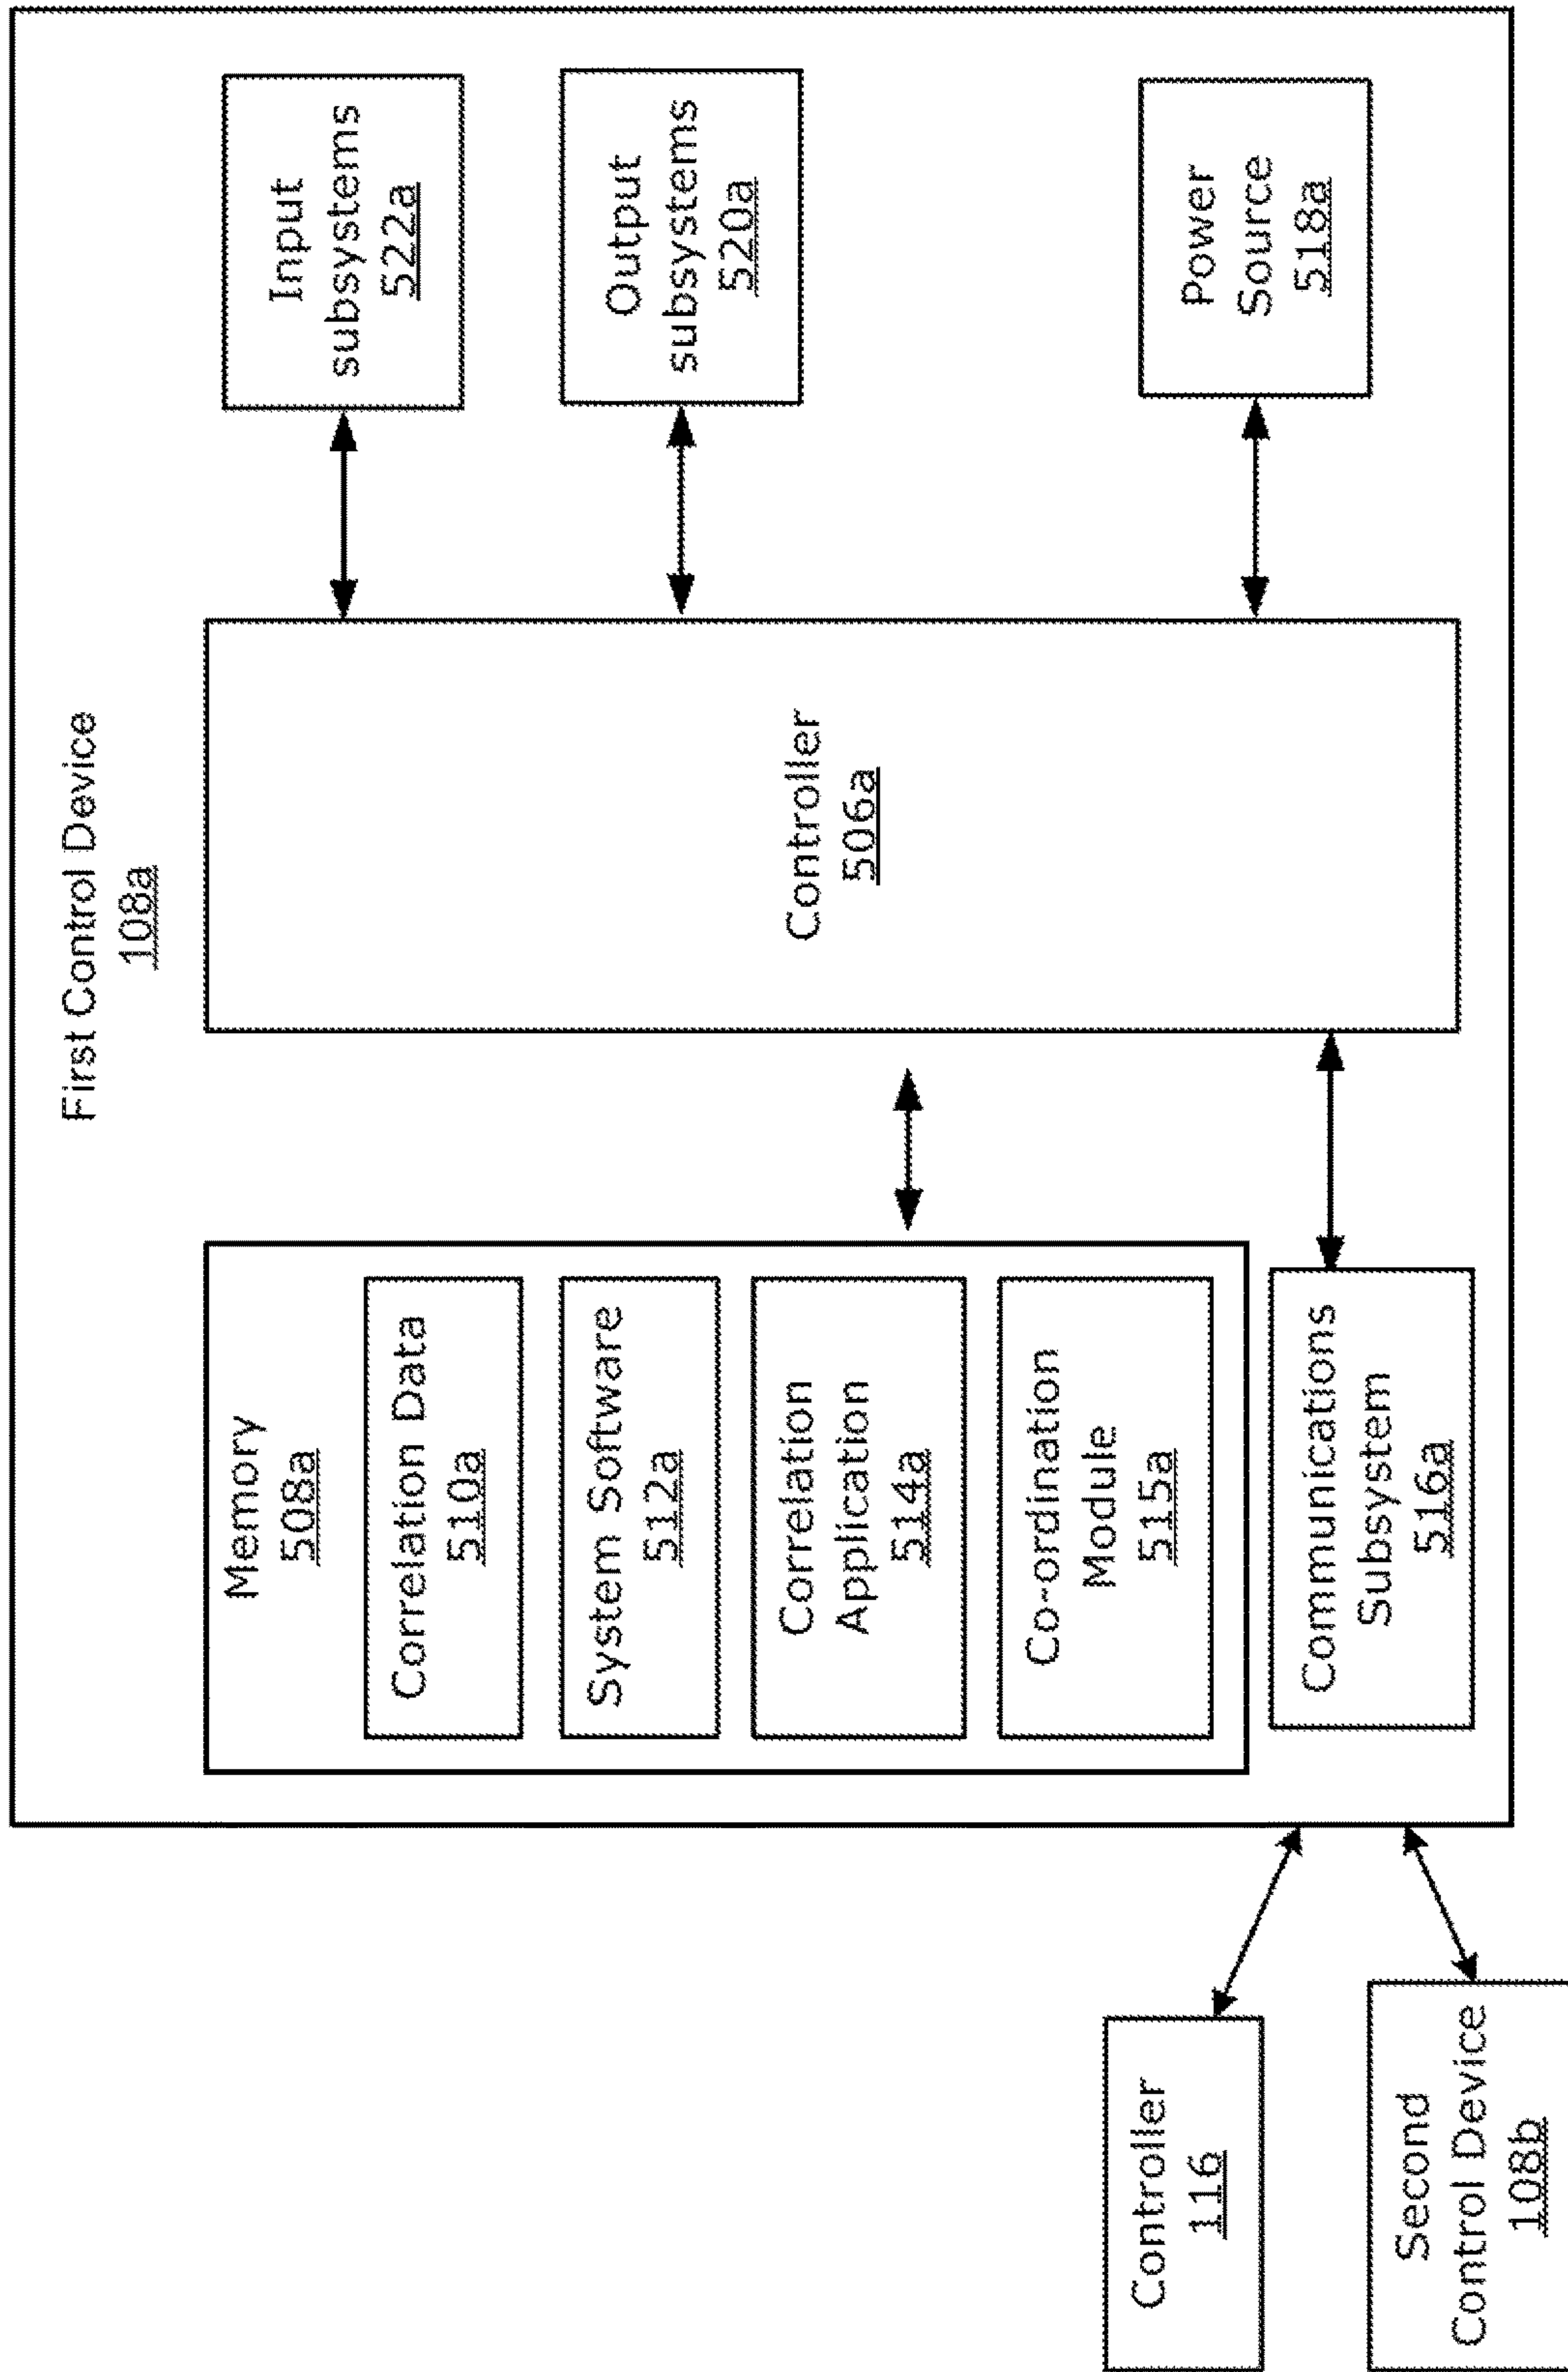 First Control Device
108a
Memory
508a
Correlation Data
510a
System Software
512a
Correlation
Application
514a
Co-ordination
Module
515a
Communications
Subsystem
516a
Controller
506a
Input
subsystems
522a
Output
subsystems
520a
Power
Source
518a
Controller
116
Second
Control Device
108b